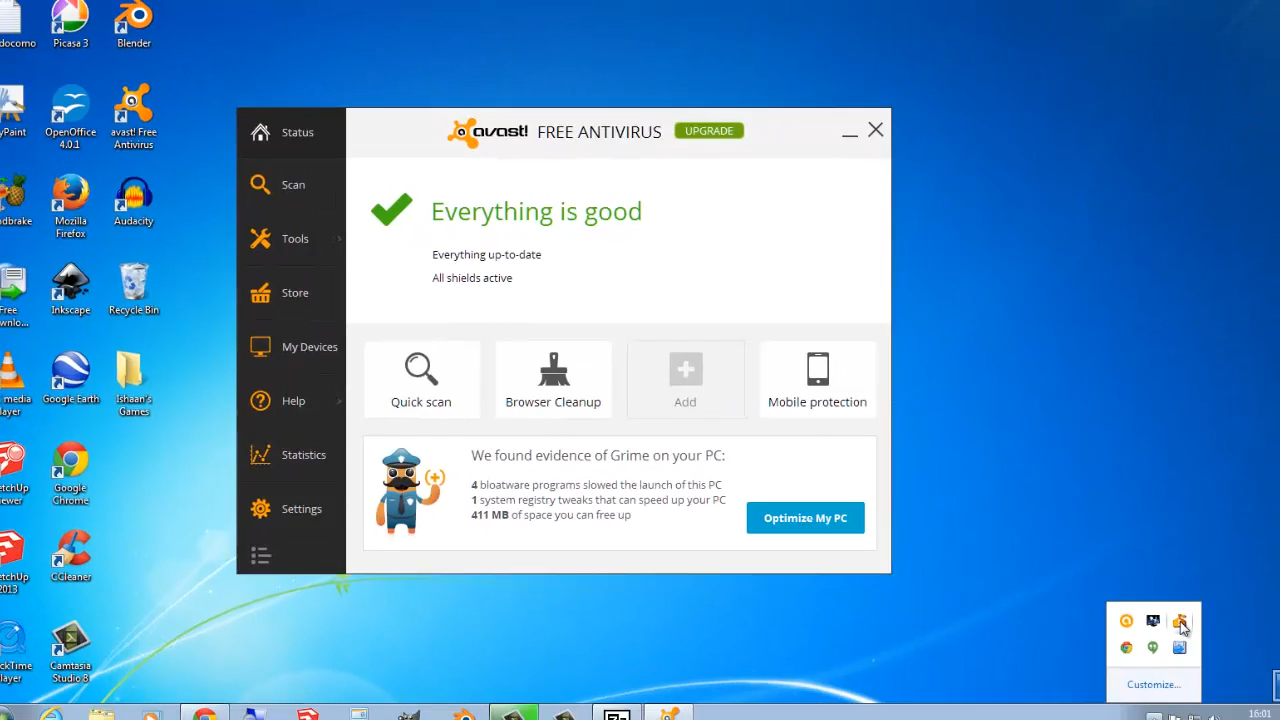 docomo
Picasa 3
Blender
yPaint
OpenOffice
4.0.1
avast! Free
Antivirus
ndbrake
Mozilla
Firefox
Audacity
Free
wnlo...
Inkscape
Recycle Bin
media
ayer
Google Earth
Ishaan's
Games
etchUp
ewer
Google
Chrome
etchUp
2013
CCleaner
ickTime
layer
Camtasia
Studio 8
Status
Scan
Tools
Store
My Devices
Help
Statistics
Settings
avast! FREE ANTIVIRUS UPGRADE
Everything is good
Everything up-to-date
All shields active
Quick scan
Browser Cleanup
Add
Mobile protection
We found evidence of Grime on your PC:
4 bloatware programs slowed the launch of this PC
1 system registry tweaks that can speed up your PC
411 MB of space you can free up
Optimize My PC
Customize...
16:01